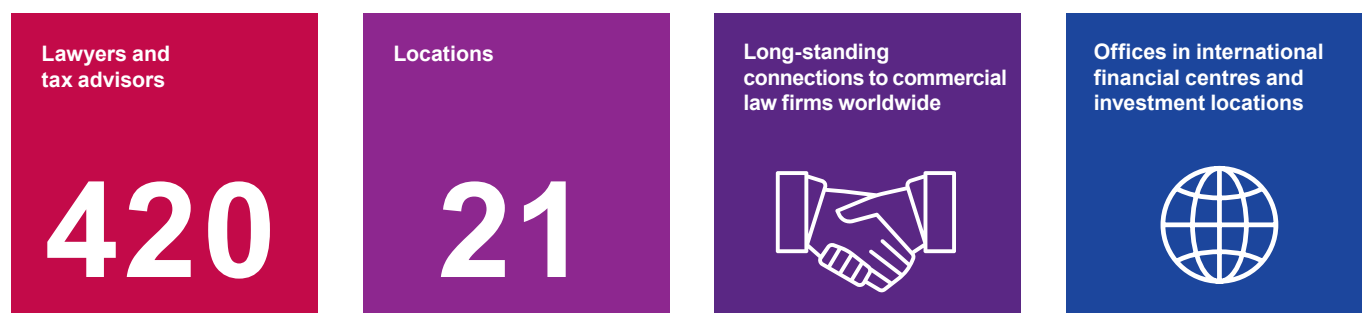 Lawyers and
tax advisors
420
Locations
21
Long-standing
connections to commercial
law firms worldwide
Offices in international
financial centres and
investment locations